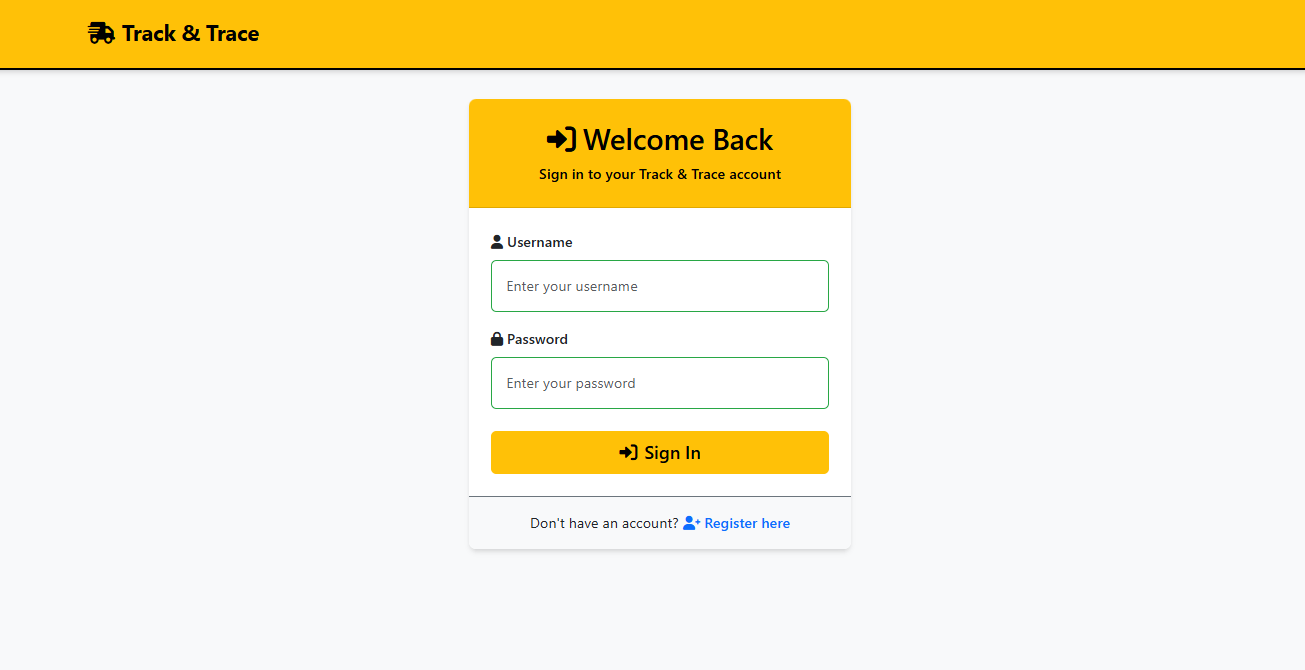 Track & Trace
Welcome Back
Sign in to your Track & Trace account
Username
Enter your username
Password
Enter your password
Sign In
Don't have an account? Register here